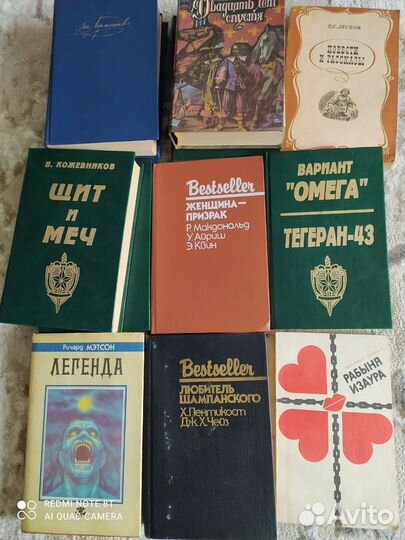 Двадцать лет
спустя
Н.С. ЛЕСКОВ
ПОВЕСТИ
И РАССКАЗЫ
В. КОЖЕВНИКОВ
ЩИТ
и
МЕЧ
Bestseller
ЖЕНЩИНА—
ПРИЗРАК
Р. Макдональд
У. Айриш
Э. Квин
ВАРИАНТ
"ОМЕГА"
ТЕГЕРАН-43
Ричард МЭТСОН
ЛЕГЕНДА
Bestseller
ЛЮБИТЕЛЬ
ШАМПАНСКОГО
Х. Пентикост
Дж. Х. Чейз
РАБЫНЯ
ИЗАУРА
REDMI NOTE 8T
AI QUAD CAMERA
Avito